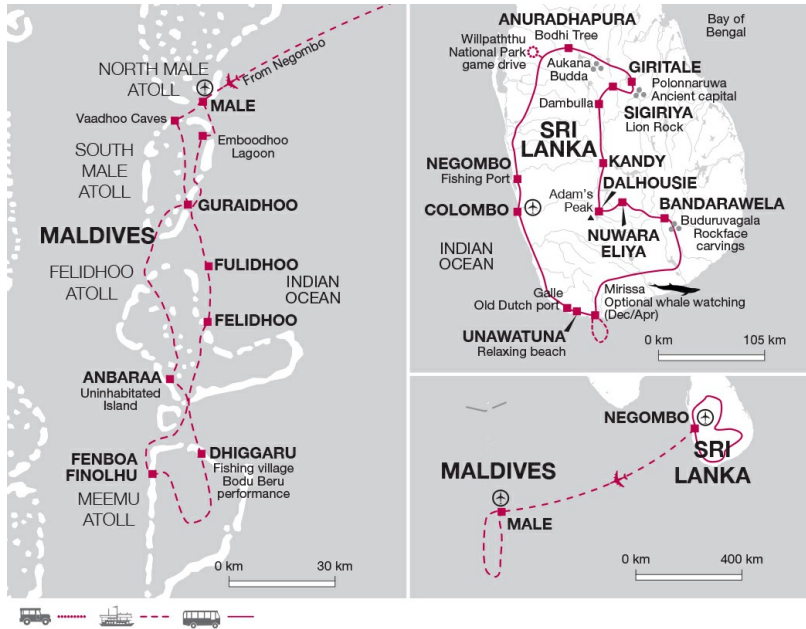 From Negombo
NORTH MALE
ATOLL
MALE
Vaadhoo Caves
Emboodhoo
Lagoon
SOUTH
MALE
ATOLL
GURAIDHOO
MALDIVES
FELIDHOO
ATOLL
FULIDHOO
INDIAN
OCEAN
FELIDHOO
ANBARAA
Uninhabitated
Island
FENBOA
FINOLHU
DHIGGARU
Fishing village
Bodu Beru
performance
MEEMU
ATOLL
0 km
30 km
ANURADHAPURA
Bodhi Tree
Bay of
Bengal
Willpaththu
National Park
game drive
Aukana
Budda
GIRITALE
Polonnaruwa
Ancient capital
Dambulla
SIGIRIYA
Lion Rock
SRI
LANKA
NEGOMBO
Fishing Port
KANDY
DALHOUSIE
Adam's
Peak
COLOMBO
BANDARAWELA
Buduruvagala
Rockface
carvings
NUWARA
ELIYA
INDIAN
OCEAN
Galle
Old Dutch port
Mirissa
Optional whale watching
(Dec/Apr)
UNAWATUNA
Relaxing beach
0 km
105 km
NEGOMBO
SRI
LANKA
MALDIVES
MALE
0 km
400 km